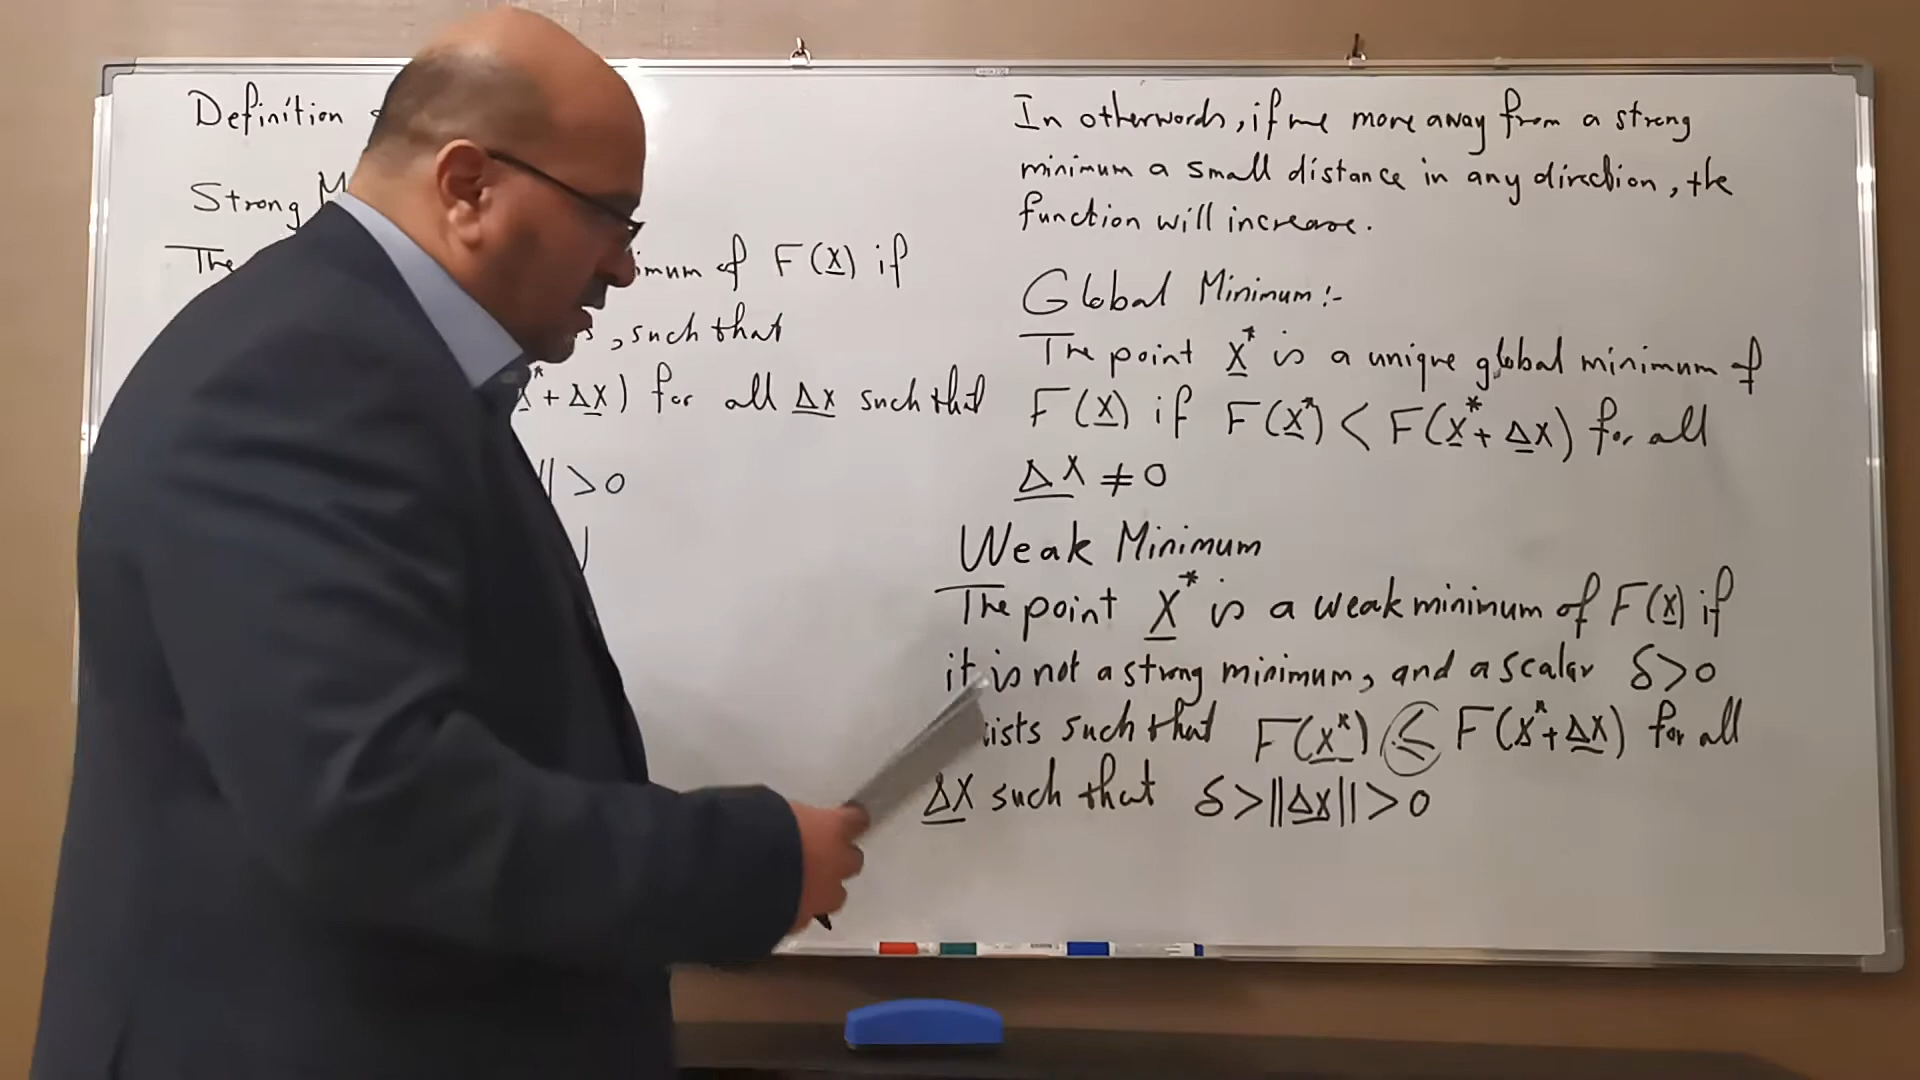 Definition
Strong M
The imum of F(X) if
s, such that
X* + ΔX) for all ΔX such that
|| > 0
In otherwords, if we move away from a strong
minimum a small distance in any direction, the
function will increase.
Global Minimum:-
The point X* is a unique global minimum of
F(X) if F(X*) < F(X* + ΔX) for all
ΔX ≠ 0
Weak Minimum
The point X* is a weak minimum of F(X) if
it is not a strong minimum, and a scalar δ>0
ists such that F(X*) ≤ F(X* + ΔX) for all
ΔX such that δ > ||ΔX|| > 0